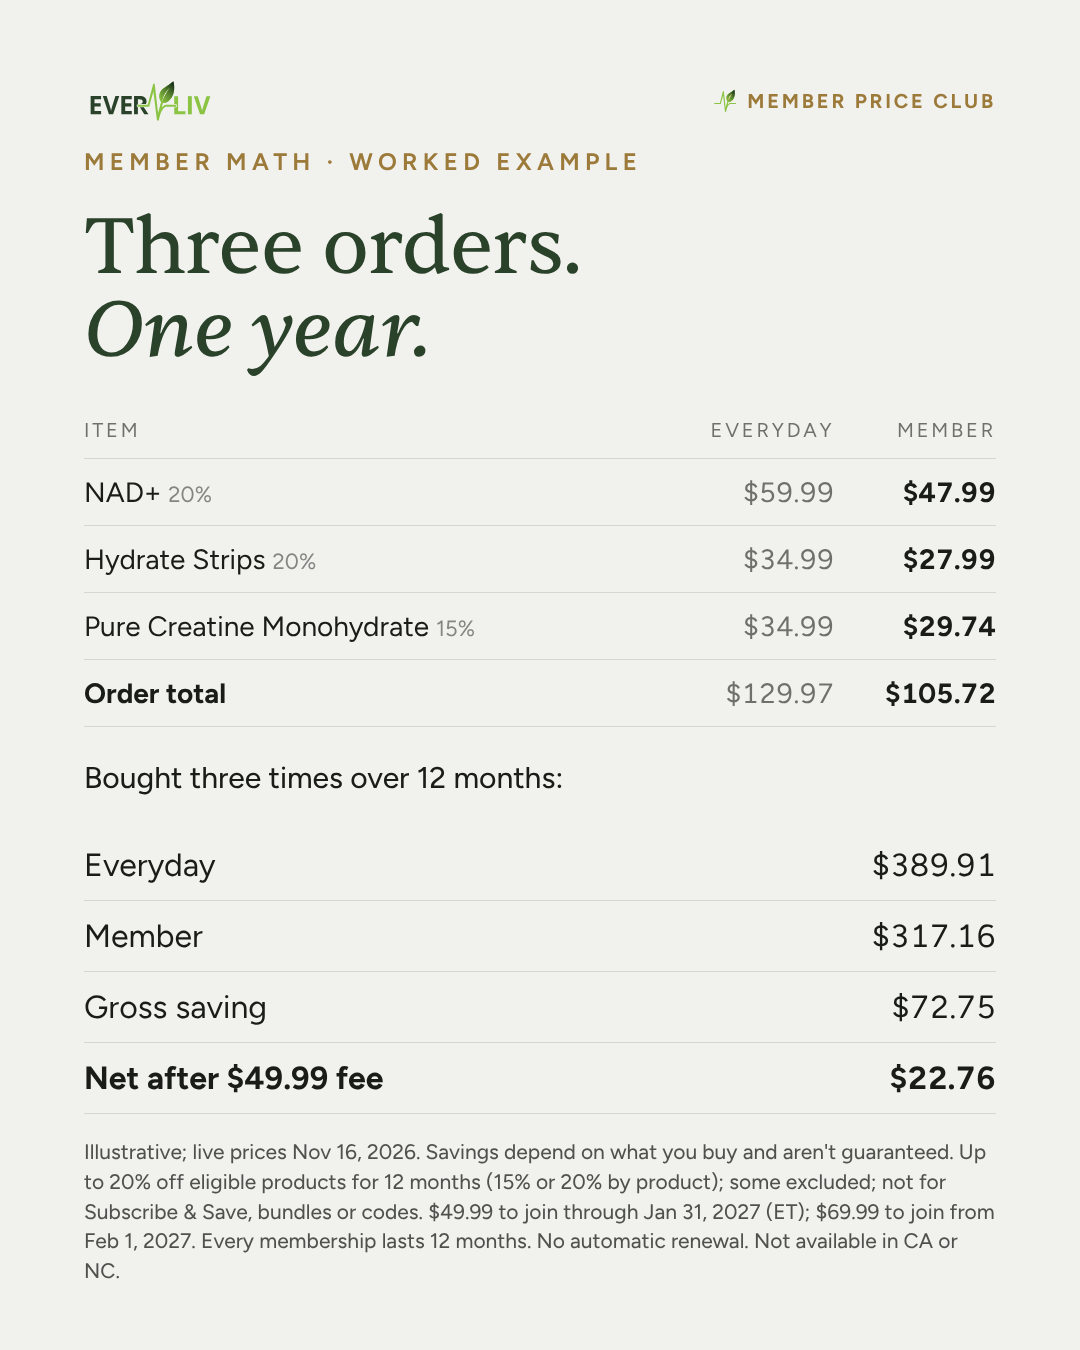 EVER LIV
MEMBER PRICE CLUB
MEMBER MATH · WORKED EXAMPLE
Three orders.
One year.
ITEM EVERYDAY MEMBER
NAD+ 20% $59.99 $47.99
Hydrate Strips 20% $34.99 $27.99
Pure Creatine Monohydrate 15% $34.99 $29.74
Order total $129.97 $105.72
Bought three times over 12 months:
Everyday $389.91
Member $317.16
Gross saving $72.75
Net after $49.99 fee $22.76
Illustrative; live prices Nov 16, 2026. Savings depend on what you buy and aren't guaranteed. Up
to 20% off eligible products for 12 months (15% or 20% by product); some excluded; not for
Subscribe & Save, bundles or codes. $49.99 to join through Jan 31, 2027 (ET); $69.99 to join from
Feb 1, 2027. Every membership lasts 12 months. No automatic renewal. Not available in CA or
NC.